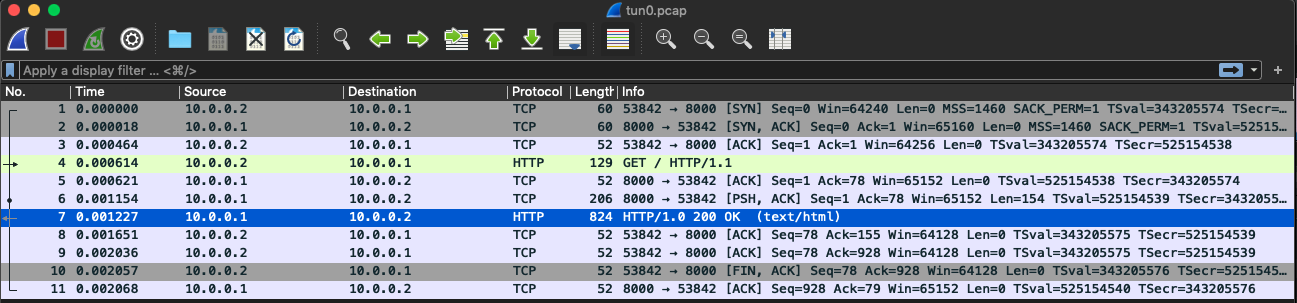 tun0.pcap
Apply a display filter ... <⌘/>
No. Time Source Destination Protocol Length Info
1 0.000000 10.0.0.2 10.0.0.1 TCP 60 53842 → 8000 [SYN] Seq=0 Win=64240 Len=0 MSS=1460 SACK_PERM=1 TSval=343205574 TSecr=…
2 0.000018 10.0.0.1 10.0.0.2 TCP 60 8000 → 53842 [SYN, ACK] Seq=0 Ack=1 Win=65160 Len=0 MSS=1460 SACK_PERM=1 TSval=52515…
3 0.000464 10.0.0.2 10.0.0.1 TCP 52 53842 → 8000 [ACK] Seq=1 Ack=1 Win=64256 Len=0 TSval=343205574 TSecr=525154538
4 0.000614 10.0.0.2 10.0.0.1 HTTP 129 GET / HTTP/1.1
5 0.000621 10.0.0.1 10.0.0.2 TCP 52 8000 → 53842 [ACK] Seq=1 Ack=78 Win=65152 Len=0 TSval=525154538 TSecr=343205574
6 0.001154 10.0.0.1 10.0.0.2 TCP 206 8000 → 53842 [PSH, ACK] Seq=1 Ack=78 Win=65152 Len=154 TSval=525154539 TSecr=3432055…
7 0.001227 10.0.0.1 10.0.0.2 HTTP 824 HTTP/1.0 200 OK (text/html)
8 0.001651 10.0.0.2 10.0.0.1 TCP 52 53842 → 8000 [ACK] Seq=78 Ack=155 Win=64128 Len=0 TSval=343205575 TSecr=525154539
9 0.002036 10.0.0.2 10.0.0.1 TCP 52 53842 → 8000 [ACK] Seq=78 Ack=928 Win=64128 Len=0 TSval=343205575 TSecr=525154539
10 0.002057 10.0.0.2 10.0.0.1 TCP 52 53842 → 8000 [FIN, ACK] Seq=78 Ack=928 Win=64128 Len=0 TSval=343205576 TSecr=5251545…
11 0.002068 10.0.0.1 10.0.0.2 TCP 52 8000 → 53842 [ACK] Seq=928 Ack=79 Win=65152 Len=0 TSval=525154540 TSecr=343205576